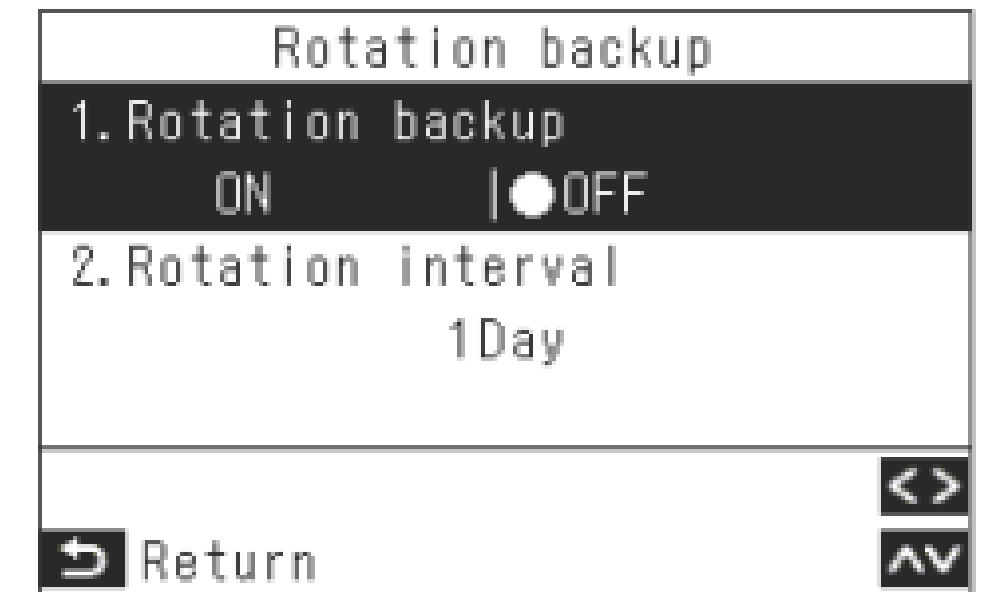 Rotation backup
1.Rotation backup
ON |●OFF
2.Rotation interval
1Day
<>
Return
∧∨